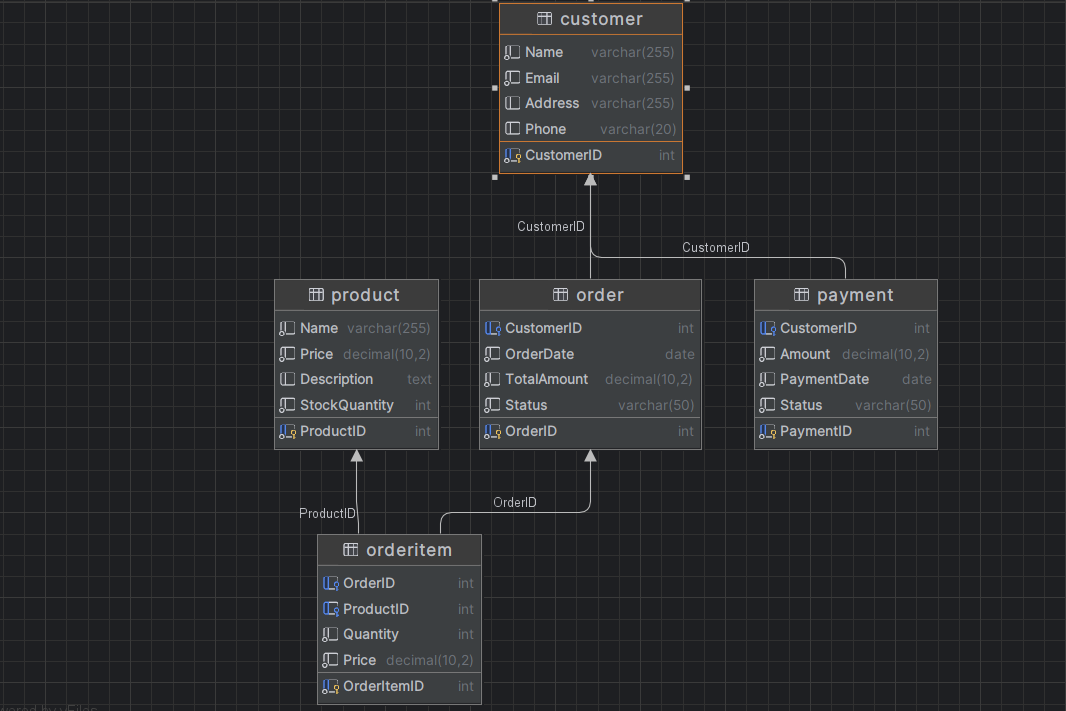 customer
Name varchar(255)
Email varchar(255)
Address varchar(255)
Phone varchar(20)
CustomerID int
CustomerID
CustomerID
product
Name varchar(255)
Price decimal(10,2)
Description text
StockQuantity int
ProductID int
order
CustomerID int
OrderDate date
TotalAmount decimal(10,2)
Status varchar(50)
OrderID int
payment
CustomerID int
Amount decimal(10,2)
PaymentDate date
Status varchar(50)
PaymentID int
ProductID
OrderID
orderitem
OrderID int
ProductID int
Quantity int
Price decimal(10,2)
OrderItemID int